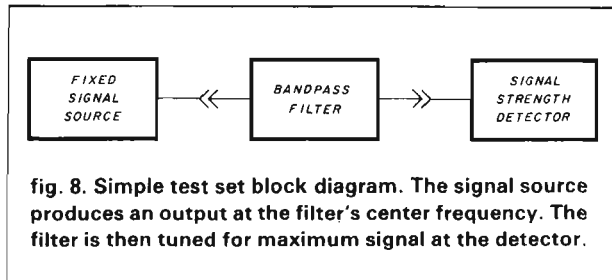 FIXED
SIGNAL
SOURCE
BANDPASS
FILTER
SIGNAL
STRENGTH
DETECTOR
fig. 8. Simple test set block diagram. The signal source
produces an output at the filter's center frequency. The
filter is then tuned for maximum signal at the detector.